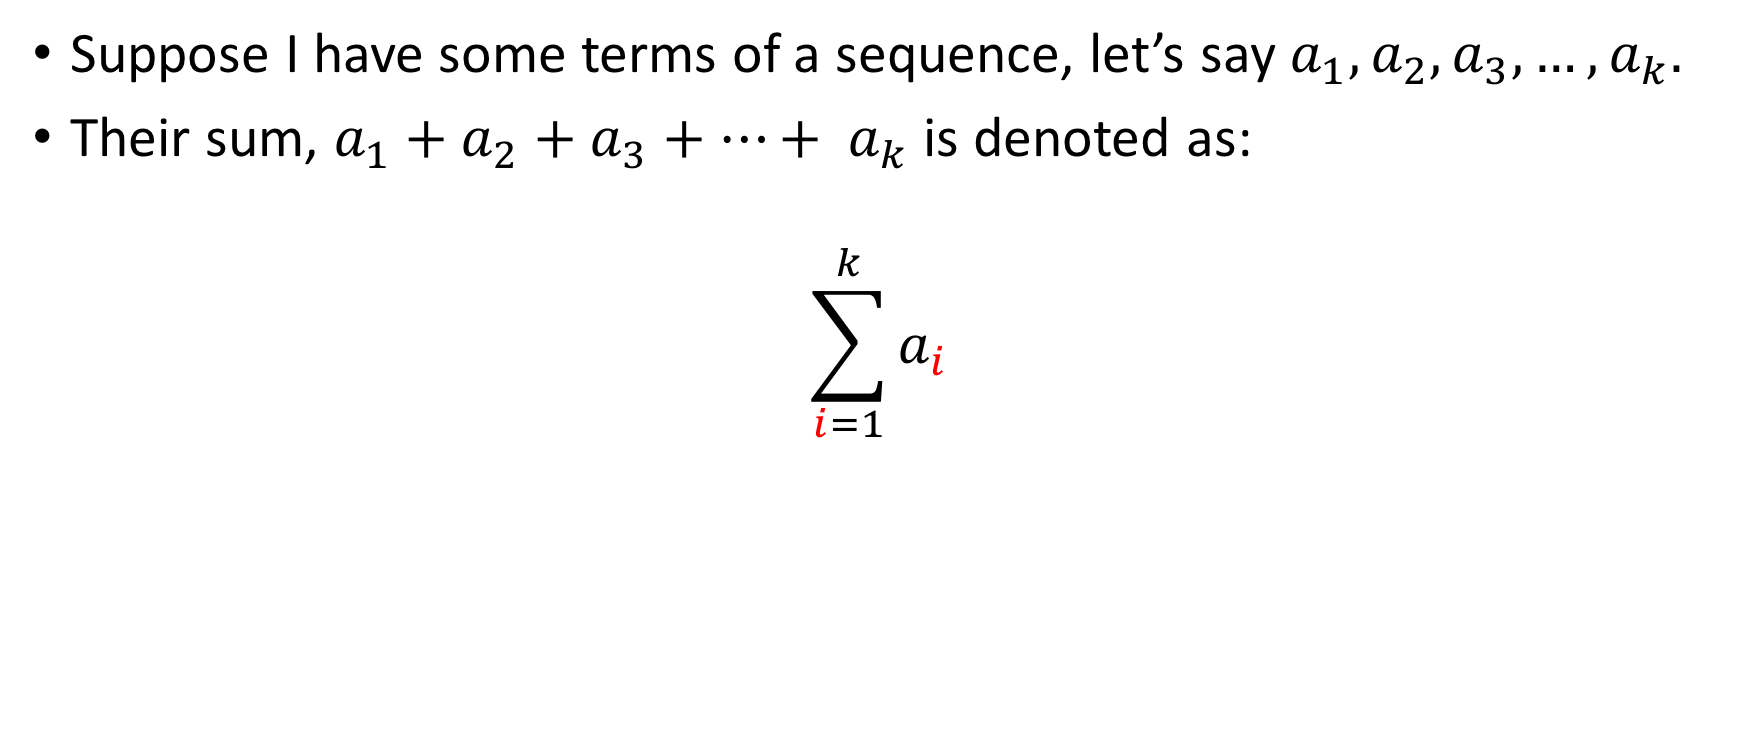 • Suppose I have some terms of a sequence, let’s say 𝑎₁, 𝑎₂, 𝑎₃, … , 𝑎ₖ.
• Their sum, 𝑎₁ + 𝑎₂ + 𝑎₃ + ⋯ + 𝑎ₖ is denoted as:
𝑘
∑ 𝑎ᵢ
𝑖=1